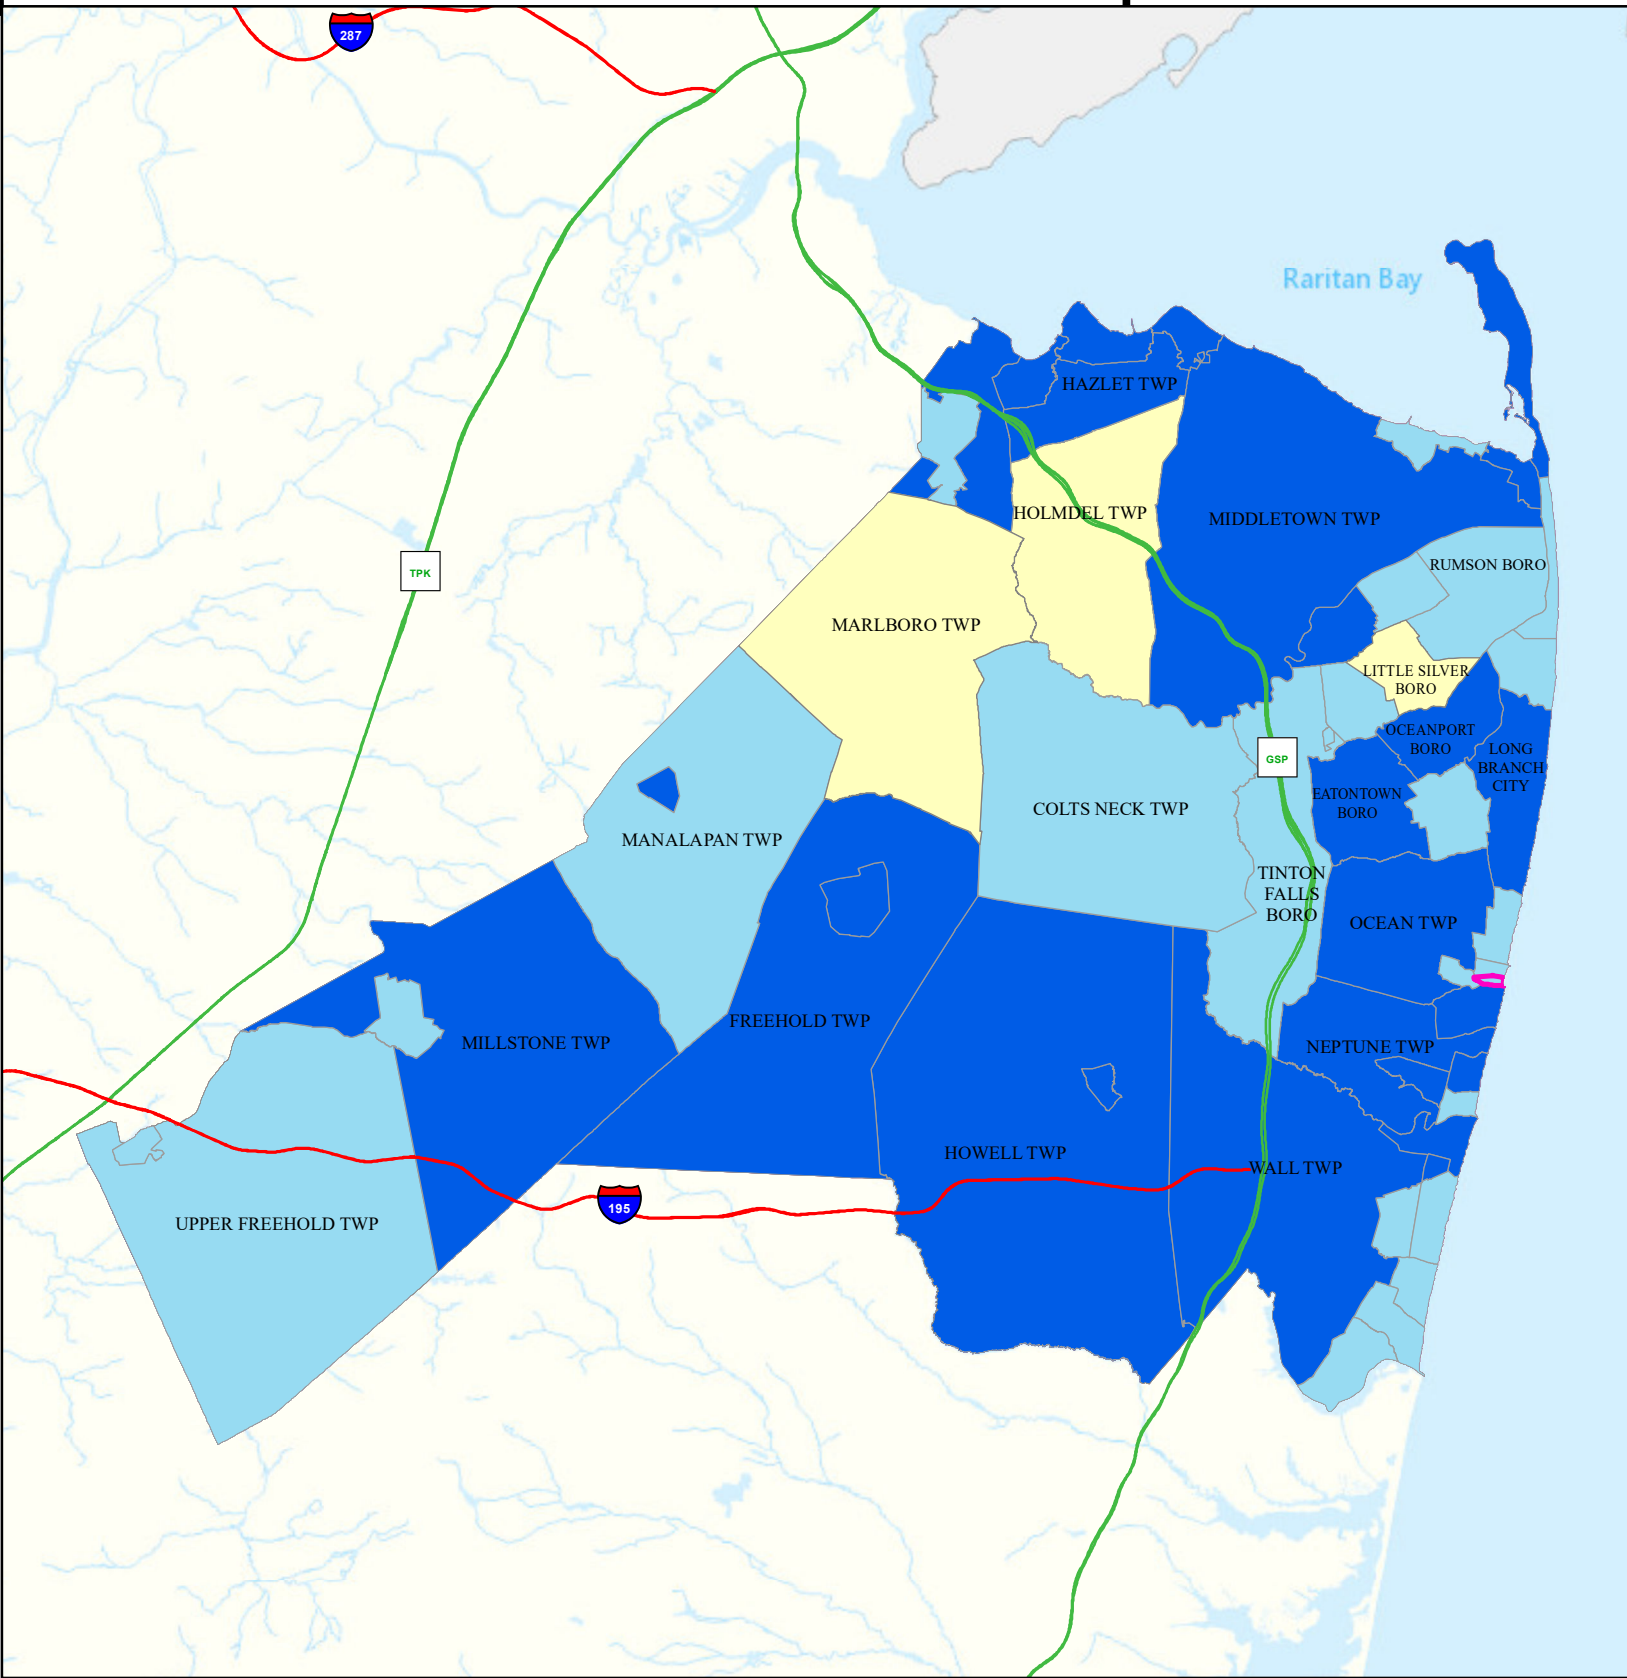 287
Raritan Bay
HAZLET TWP
HOLMDEL TWP
MIDDLETOWN TWP
TPK
RUMSON BORO
MARLBORO TWP
LITTLE SILVER
BORO
OCEANPORT
BORO
LONG
BRANCH
CITY
GSP
EATONTOWN
BORO
COLTS NECK TWP
MANALAPAN TWP
TINTON
FALLS
BORO
OCEAN TWP
FREEHOLD TWP
MILLSTONE TWP
NEPTUNE TWP
HOWELL TWP
WALL TWP
195
UPPER FREEHOLD TWP